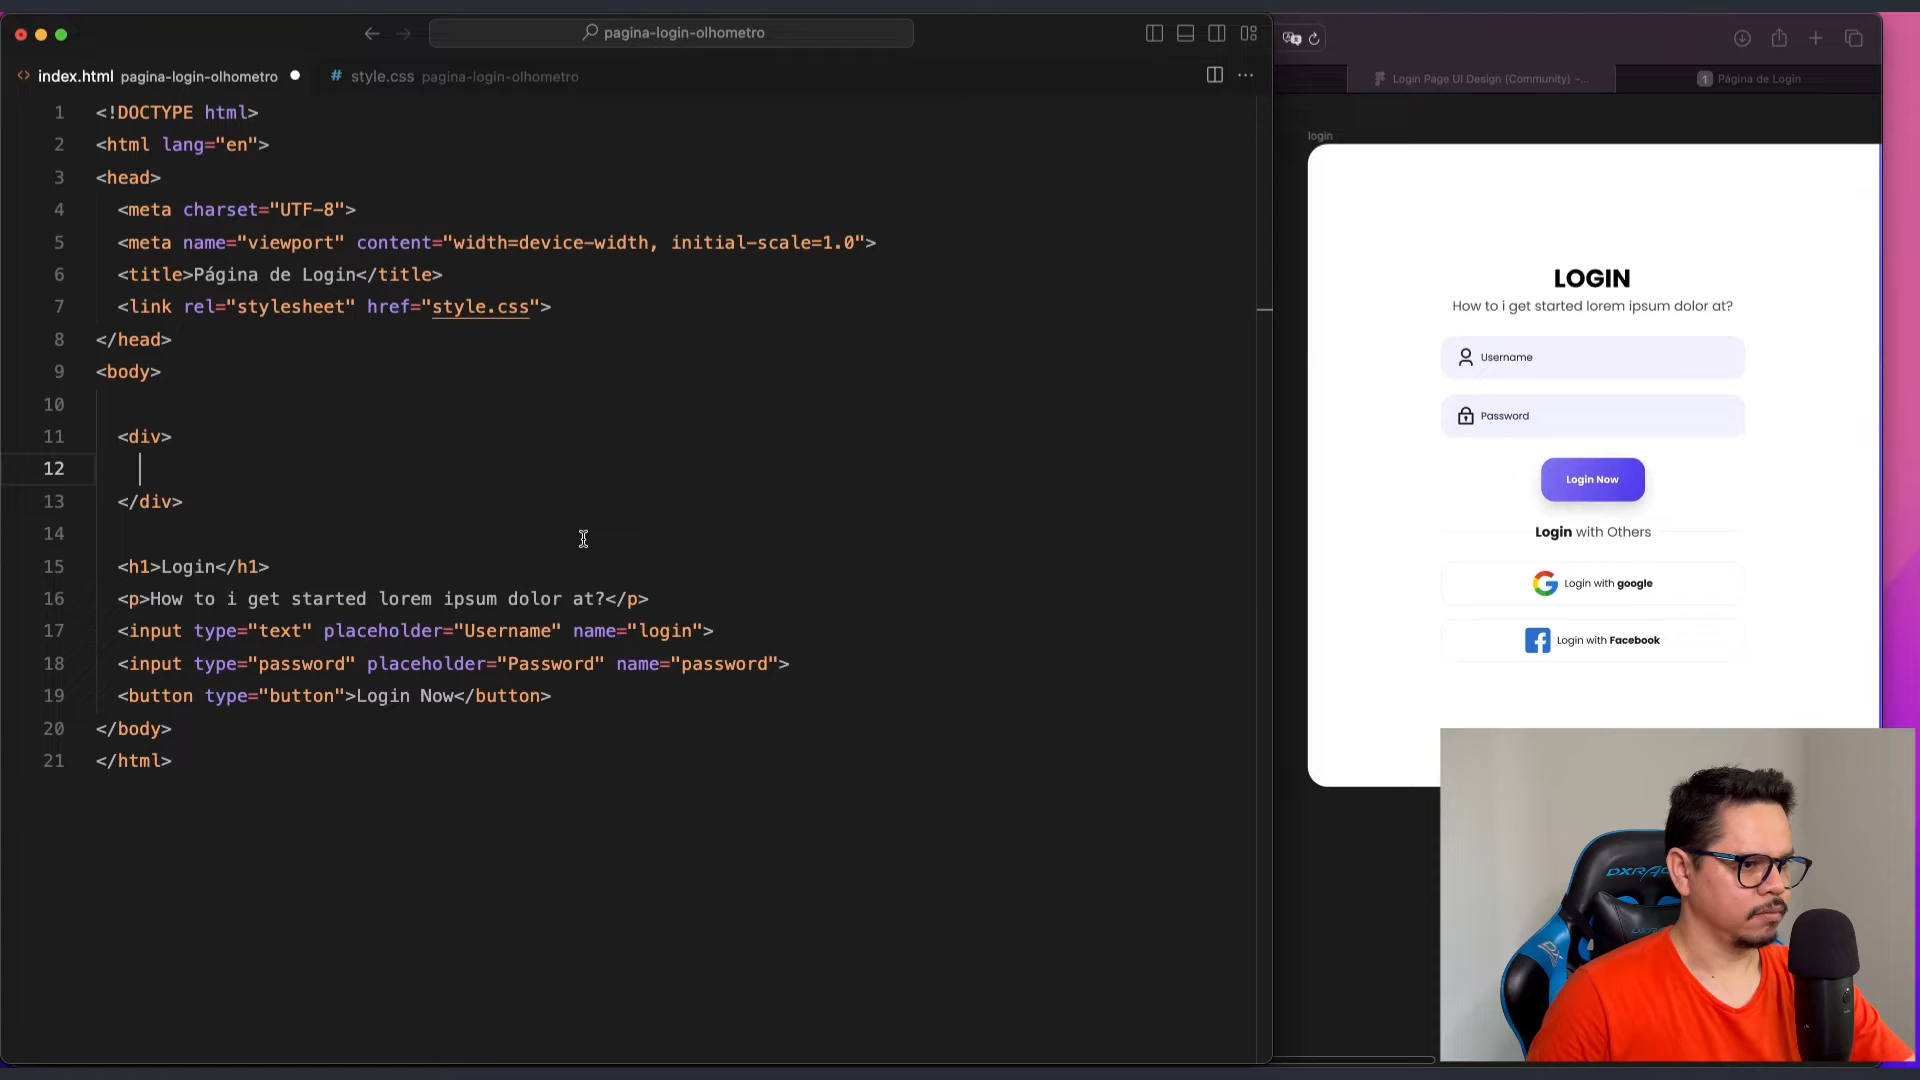 pagina-login-olhometro
index.html pagina-login-olhometro
# style.css pagina-login-olhometro
1 <!DOCTYPE html>
2 <html lang="en">
3 <head>
4 <meta charset="UTF-8">
5 <meta name="viewport" content="width=device-width, initial-scale=1.0">
6 <title>Página de Login</title>
7 <link rel="stylesheet" href="style.css">
8 </head>
9 <body>
10
11 <div>
12
13 </div>
14
15 <h1>Login</h1>
16 <p>How to i get started lorem ipsum dolor at?</p>
17 <input type="text" placeholder="Username" name="login">
18 <input type="password" placeholder="Password" name="password">
19 <button type="button">Login Now</button>
20 </body>
21 </html>
Login Page UI Design (Community) –...
1 Página de Login
login
LOGIN
How to i get started lorem ipsum dolor at?
Username
Password
Login Now
Login with Others
Login with google
Login with Facebook
DXRA